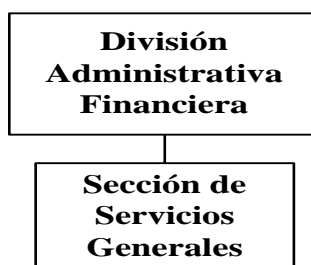 División
Administrativa
Financiera
Sección de
Servicios
Generales